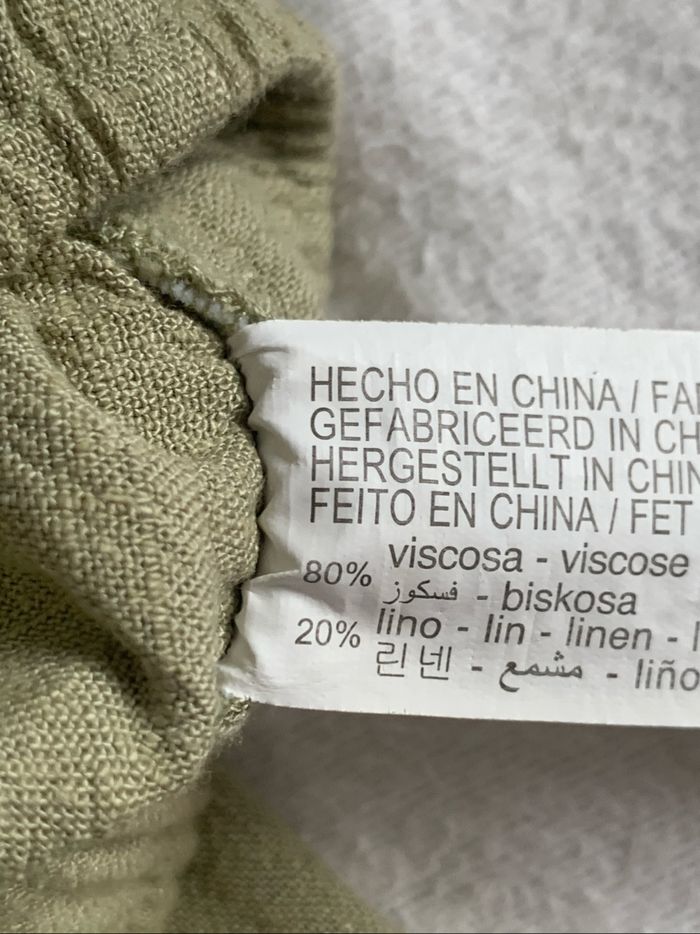 HECHO EN CHINA / FA
GEFABRICEERD IN CH
HERGESTELLT IN CHIN
FEITO EN CHINA / FET
80% viscosa - viscose
فسكوز - biskosa
20% lino - lin - linen -
린넨 - مشمع - liño